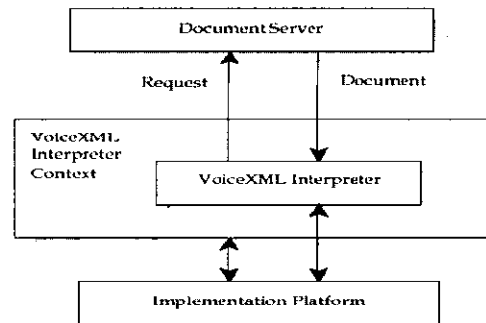 Document Server
Request
Document
VoiceXML
Interpreter
Context
VoiceXML Interpreter
Implementation Platform